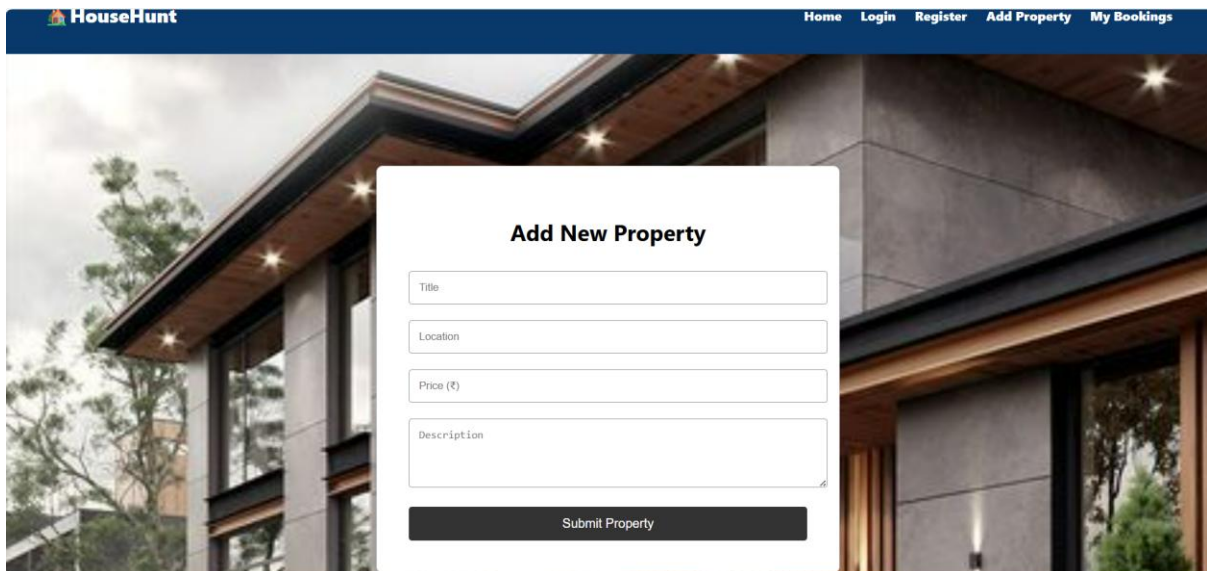 HouseHunt
Home Login Register Add Property My Bookings
Add New Property
Title
Location
Price (₹)
Description
Submit Property